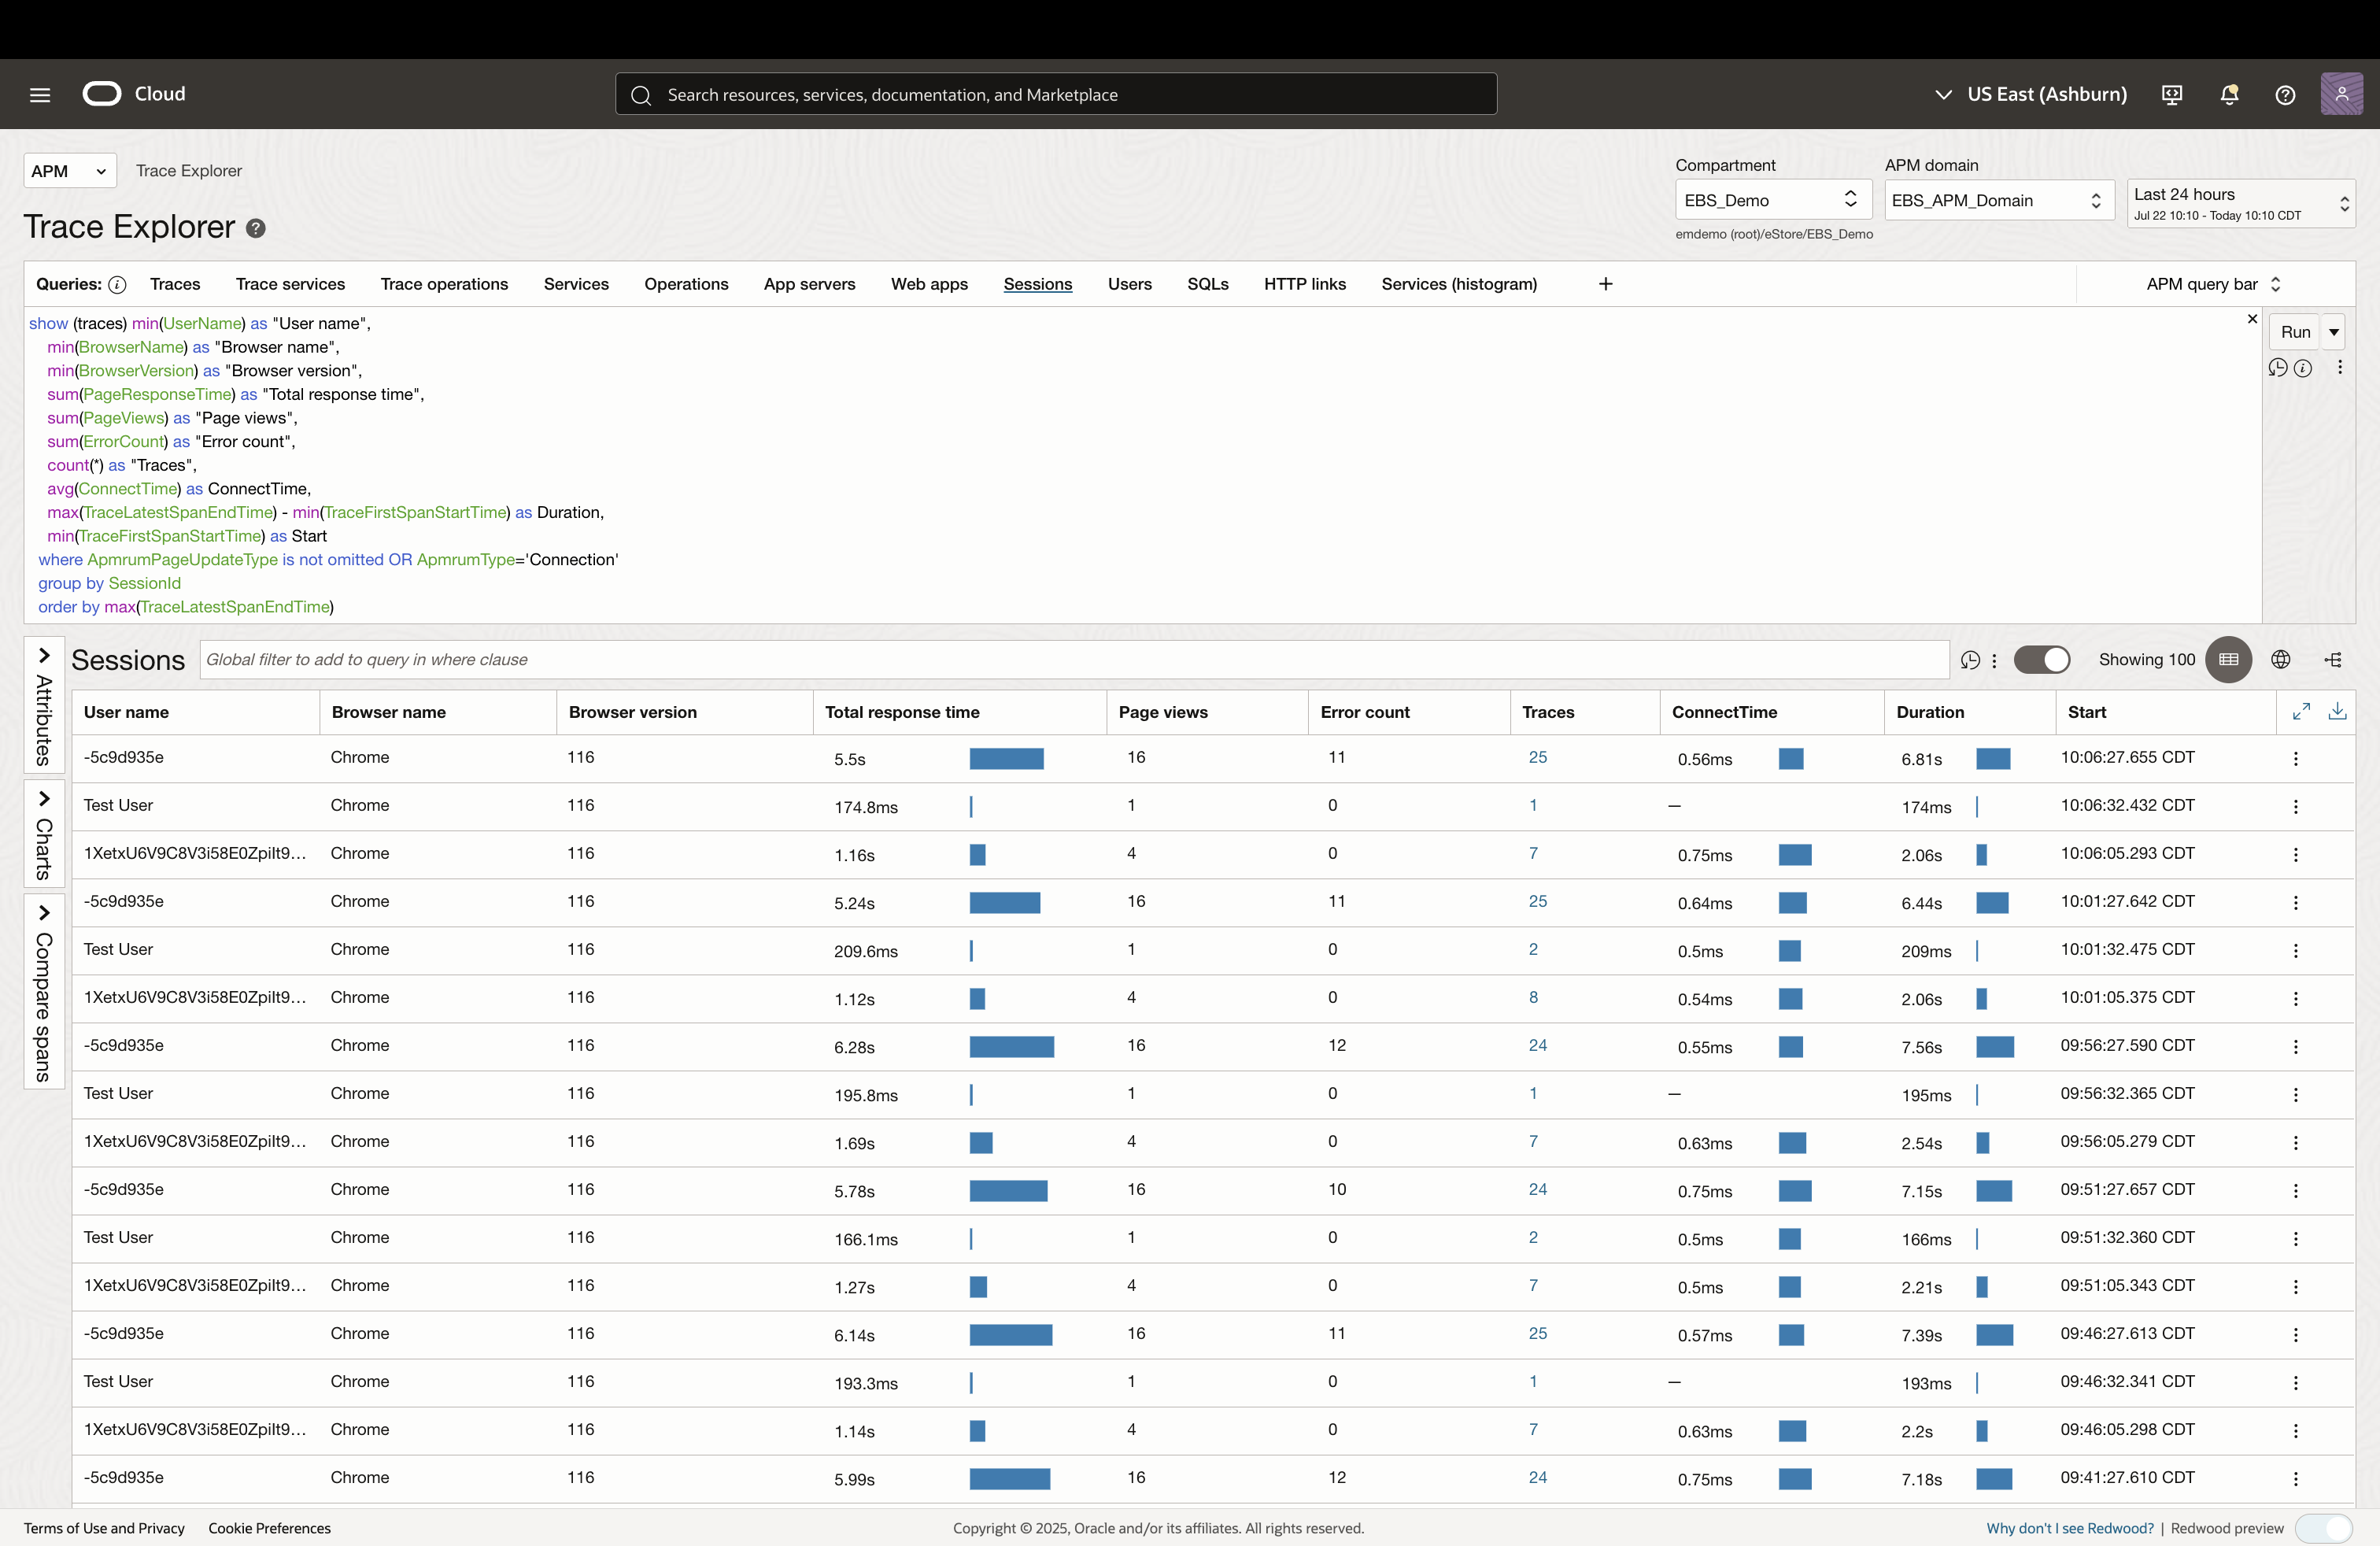 Cloud
Search resources, services, documentation, and Marketplace
US East (Ashburn)
APM
Trace Explorer
Compartment
APM domain
EBS_Demo
EBS_APM_Domain
Last 24 hours
Jul 22 10:10 - Today 10:10 CDT
emdemo (root)/eStore/EBS_Demo
Trace Explorer
Queries: Traces Trace services Trace operations Services Operations App servers Web apps Sessions Users SQLs HTTP links Services (histogram) + APM query bar
show (traces) min(UserName) as "User name",
min(BrowserName) as "Browser name",
min(BrowserVersion) as "Browser version",
sum(PageResponseTime) as "Total response time",
sum(PageViews) as "Page views",
sum(ErrorCount) as "Error count",
count(*) as "Traces",
avg(ConnectTime) as ConnectTime,
max(TraceLatestSpanEndTime) - min(TraceFirstSpanStartTime) as Duration,
min(TraceFirstSpanStartTime) as Start
where ApmrumPageUpdateType is not omitted OR ApmrumType='Connection'
group by SessionId
order by max(TraceLatestSpanEndTime)
Run
Attributes
Charts
Compare spans
Sessions
Global filter to add to query in where clause
Showing 100
User name Browser name Browser version Total response time Page views Error count Traces ConnectTime Duration Start
-5c9d935e Chrome 116 5.5s 16 11 25 0.56ms 6.81s 10:06:27.655 CDT
Test User Chrome 116 174.8ms 1 0 1 — 174ms 10:06:32.432 CDT
1XetxU6V9C8V3i58E0ZpiIt9... Chrome 116 1.16s 4 0 7 0.75ms 2.06s 10:06:05.293 CDT
-5c9d935e Chrome 116 5.24s 16 11 25 0.64ms 6.44s 10:01:27.642 CDT
Test User Chrome 116 209.6ms 1 0 2 0.5ms 209ms 10:01:32.475 CDT
1XetxU6V9C8V3i58E0ZpiIt9... Chrome 116 1.12s 4 0 8 0.54ms 2.06s 10:01:05.375 CDT
-5c9d935e Chrome 116 6.28s 16 12 24 0.55ms 7.56s 09:56:27.590 CDT
Test User Chrome 116 195.8ms 1 0 1 — 195ms 09:56:32.365 CDT
1XetxU6V9C8V3i58E0ZpiIt9... Chrome 116 1.69s 4 0 7 0.63ms 2.54s 09:56:05.279 CDT
-5c9d935e Chrome 116 5.78s 16 10 24 0.75ms 7.15s 09:51:27.657 CDT
Test User Chrome 116 166.1ms 1 0 2 0.5ms 166ms 09:51:32.360 CDT
1XetxU6V9C8V3i58E0ZpiIt9... Chrome 116 1.27s 4 0 7 0.5ms 2.21s 09:51:05.343 CDT
-5c9d935e Chrome 116 6.14s 16 11 25 0.57ms 7.39s 09:46:27.613 CDT
Test User Chrome 116 193.3ms 1 0 1 — 193ms 09:46:32.341 CDT
1XetxU6V9C8V3i58E0ZpiIt9... Chrome 116 1.14s 4 0 7 0.63ms 2.2s 09:46:05.298 CDT
-5c9d935e Chrome 116 5.99s 16 12 24 0.75ms 7.18s 09:41:27.610 CDT
Terms of Use and Privacy Cookie Preferences Copyright © 2025, Oracle and/or its affiliates. All rights reserved. Why don't I see Redwood? | Redwood preview